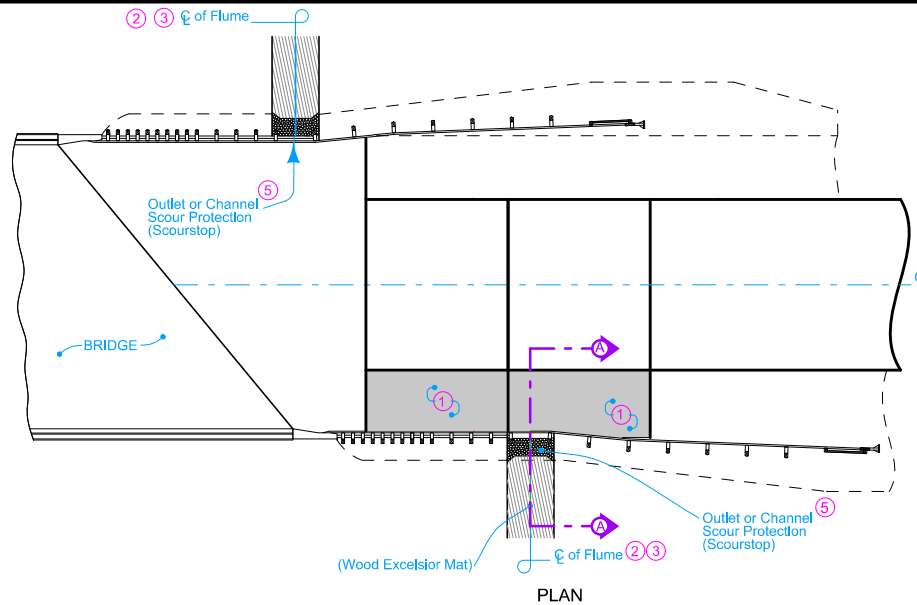 ② ③ ℄ of Flume
⑤
Outlet or Channel
Scour Protection
(Scourstop)
BRIDGE
A
① ①
A
⑤
Outlet or Channel
Scour Protection
(Scourstop)
(Wood Excelsior Mat)
℄ of Flume ② ③
PLAN